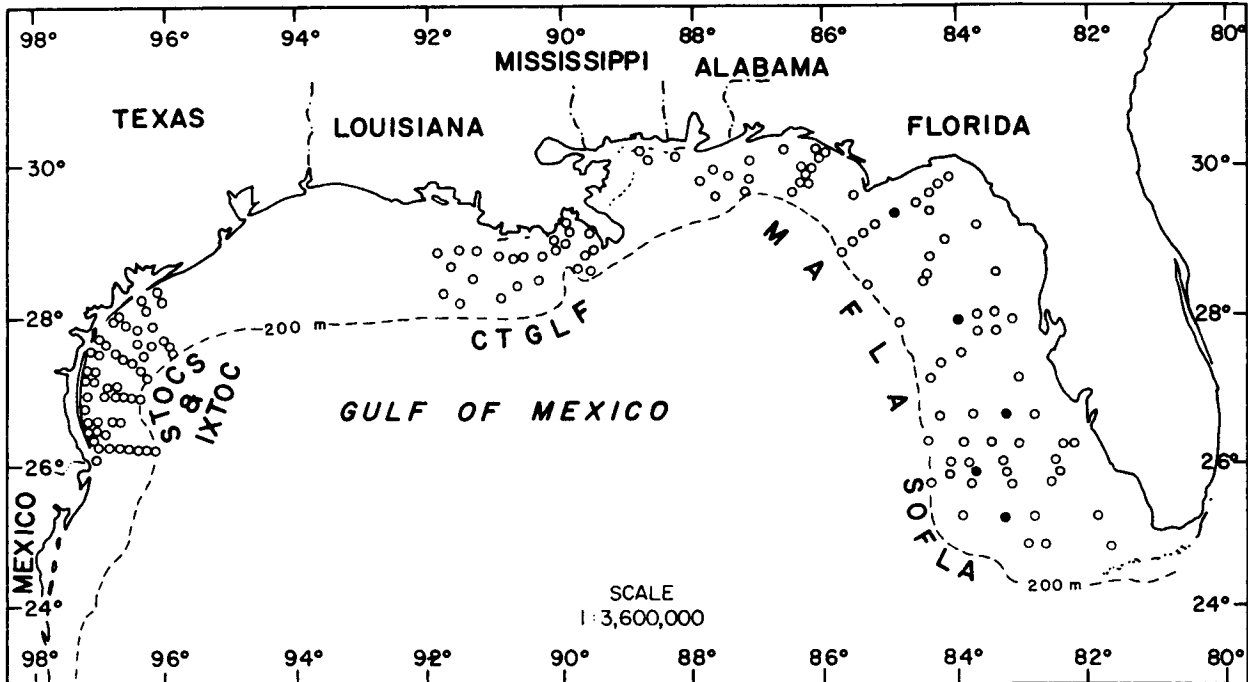 98° 96° 94° 92° 90° 88° 86° 84° 82° 80°
MISSISSIPPI ALABAMA
TEXAS LOUISIANA FLORIDA
30° 30°
MAFLA
28° 28°
200 m
CTGLF
STOCS
&
IXTOC
GULF OF MEXICO
26° 26°
SOFLA
MEXICO
200 m
24° 24°
SCALE
1:3,600,000
98° 96° 94° 92° 90° 88° 86° 84° 82° 80°